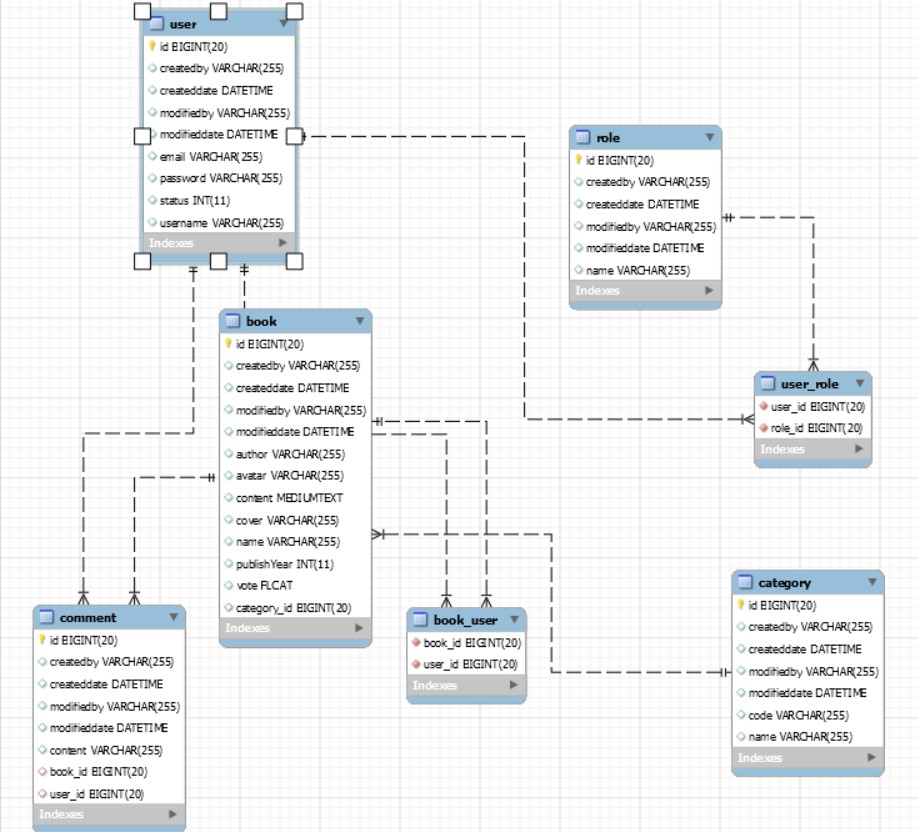 user
id BIGINT(20)
createdby VARCHAR(255)
createddate DATETIME
modifiedby VARCHAR(255)
modifieddate DATETIME
email VARCHAR(255)
password VARCHAR(255)
status INT(11)
username VARCHAR(255)
Indexes
role
id BIGINT(20)
createdby VARCHAR(255)
createddate DATETIME
modifiedby VARCHAR(255)
modifieddate DATETIME
name VARCHAR(255)
Indexes
book
id BIGINT(20)
createdby VARCHAR(255)
createddate DATETIME
modifiedby VARCHAR(255)
modifieddate DATETIME
author VARCHAR(255)
avatar VARCHAR(255)
content MEDIUMTEXT
cover VARCHAR(255)
name VARCHAR(255)
publishYear INT(11)
vote FLOAT
category_id BIGINT(20)
Indexes
user_role
user_id BIGINT(20)
role_id BIGINT(20)
Indexes
comment
id BIGINT(20)
createdby VARCHAR(255)
createddate DATETIME
modifiedby VARCHAR(255)
modifieddate DATETIME
content VARCHAR(255)
book_id BIGINT(20)
user_id BIGINT(20)
Indexes
book_user
book_id BIGINT(20)
user_id BIGINT(20)
Indexes
category
id BIGINT(20)
createdby VARCHAR(255)
createddate DATETIME
modifiedby VARCHAR(255)
modifieddate DATETIME
code VARCHAR(255)
name VARCHAR(255)
Indexes